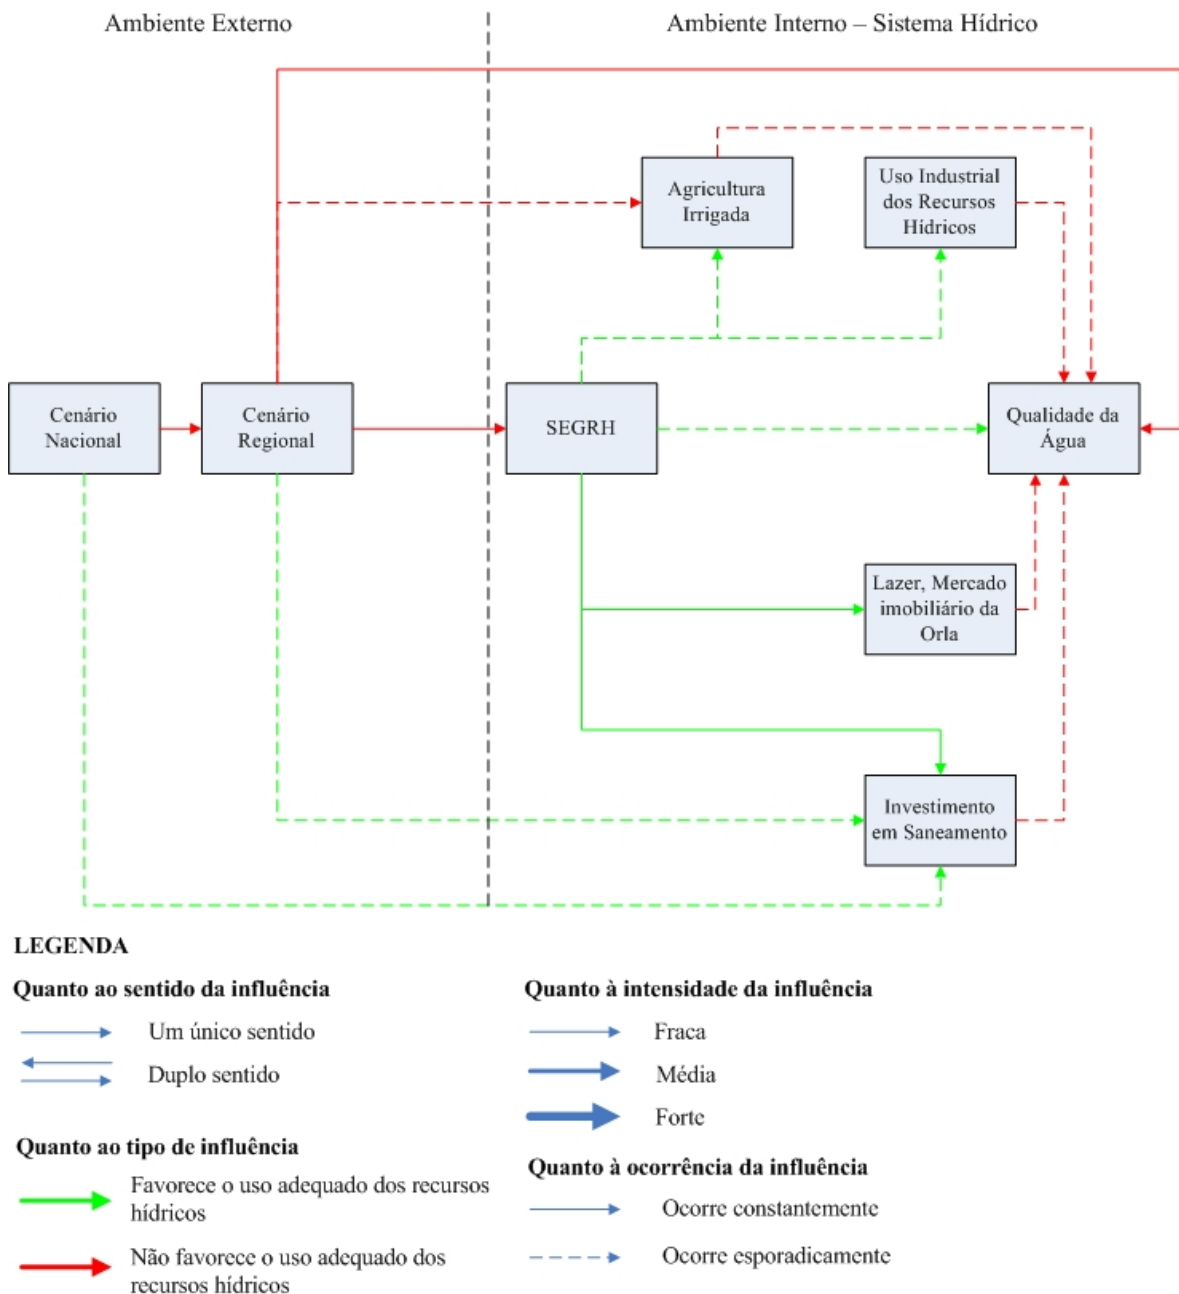 Ambiente Externo
Ambiente Interno – Sistema Hídrico
Agricultura
Irrigada
Uso Industrial
dos Recursos
Hídricos
Cenário
Nacional
Cenário
Regional
SEGRH
Qualidade da
Água
Lazer, Mercado
imobiliário da
Orla
Investimento
em Saneamento
LEGENDA
Quanto ao sentido da influência
Um único sentido
Duplo sentido
Quanto à intensidade da influência
Fraca
Média
Forte
Quanto ao tipo de influência
Favorece o uso adequado dos recursos
hídricos
Não favorece o uso adequado dos
recursos hídricos
Quanto à ocorrência da influência
Ocorre constantemente
Ocorre esporadicamente